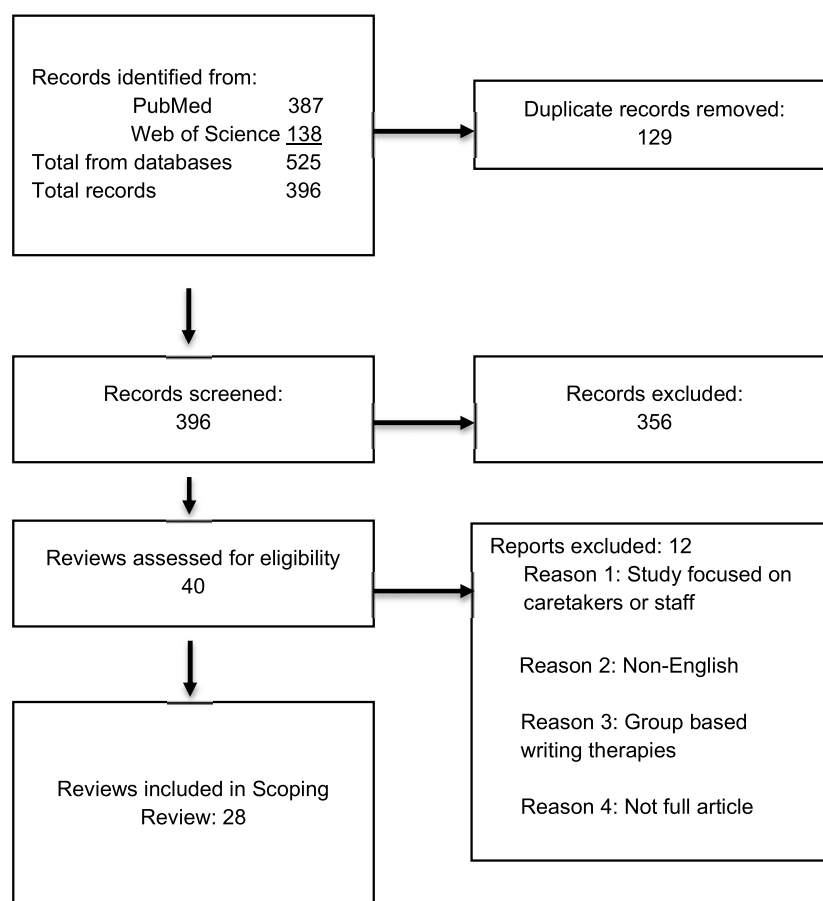 Records identified from:
PubMed 387
Web of Science 138
Total from databases 525
Total records 396
Duplicate records removed:
129
Records screened:
396
Records excluded:
356
Reviews assessed for eligibility
40
Reports excluded: 12
Reason 1: Study focused on
caretakers or staff
Reason 2: Non-English
Reason 3: Group based
writing therapies
Reason 4: Not full article
Reviews included in Scoping
Review: 28